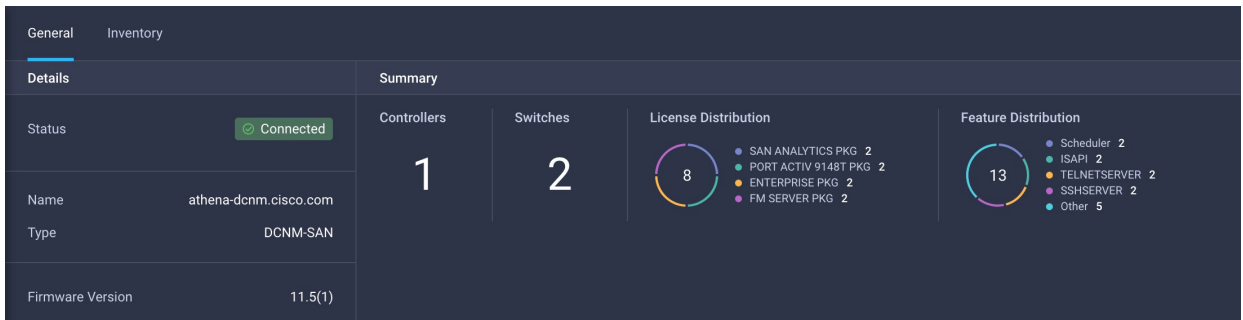 General Inventory
Details
Status Connected
Name athena-dcnm.cisco.com
Type DCNM-SAN
Firmware Version 11.5(1)
Summary
Controllers
1
Switches
2
License Distribution
8
SAN ANALYTICS PKG 2
PORT ACTIV 9148T PKG 2
ENTERPRISE PKG 2
FM SERVER PKG 2
Feature Distribution
13
Scheduler 2
ISAPI 2
TELNETSERVER 2
SSHSERVER 2
Other 5